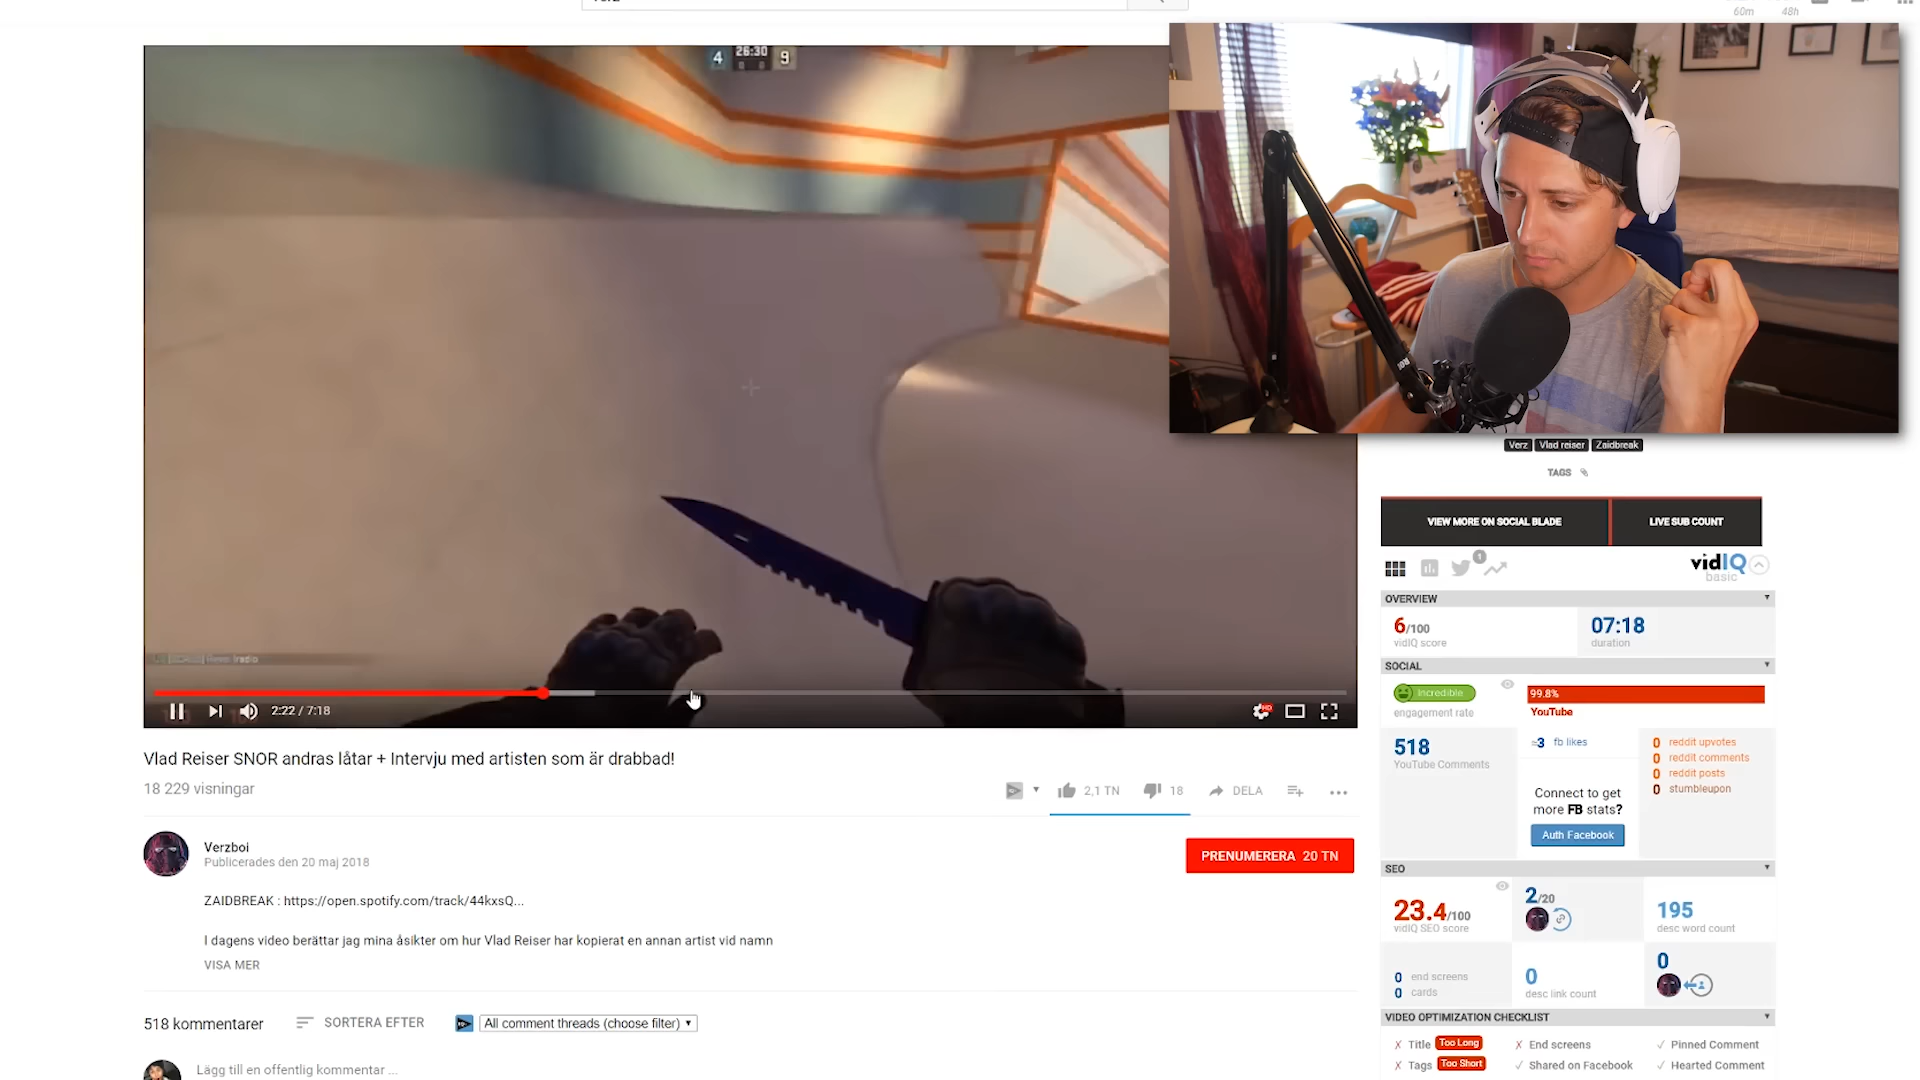 60m 48h
4 26:30 9
2:22 / 7:18
Vlad Reiser SNOR andras låtar + Intervju med artisten som är drabbad!
18 229 visningar
2,1 TN 18 DELA
Verzboi
Publicerades den 20 maj 2018
PRENUMERERA 20 TN
ZAIDBREAK : https://open.spotify.com/track/44kxsQ...
I dagens video berättar jag mina åsikter om hur Vlad Reiser har kopierat en annan artist vid namn
VISA MER
518 kommentarer SORTERA EFTER All comment threads (choose filter)
Lägg till en offentlig kommentar ...
Verz Vlad reiser Zaidbreak
TAGS
VIEW MORE ON SOCIAL BLADE LIVE SUB COUNT
1
vidIQ
basic
OVERVIEW
6/100 07:18
vidIQ score duration
SOCIAL
Incredible 99.8%
engagement rate YouTube
518 ≈3 fb likes 0 reddit upvotes
YouTube Comments 0 reddit comments
0 reddit posts
0 stumbleupon
Connect to get
more FB stats?
Auth Facebook
SEO
23.4/100 2/20 195
vidIQ SEO score desc word count
0 end screens 0 0
0 cards desc link count
VIDEO OPTIMIZATION CHECKLIST
✗ Title Too Long ✗ End screens ✓ Pinned Comment
✗ Tags Too Short ✓ Shared on Facebook ✓ Hearted Comment